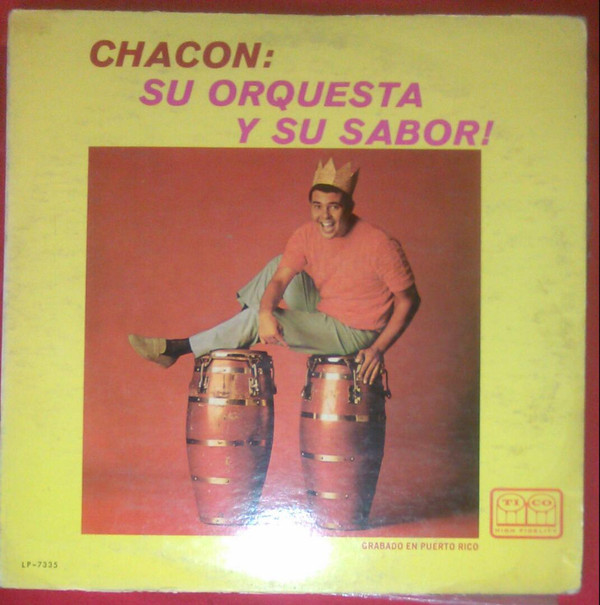 CHACON:
SU ORQUESTA
Y SU SABOR!
TICO
HIGH FIDELITY
GRABADO EN PUERTO RICO
LP-7335